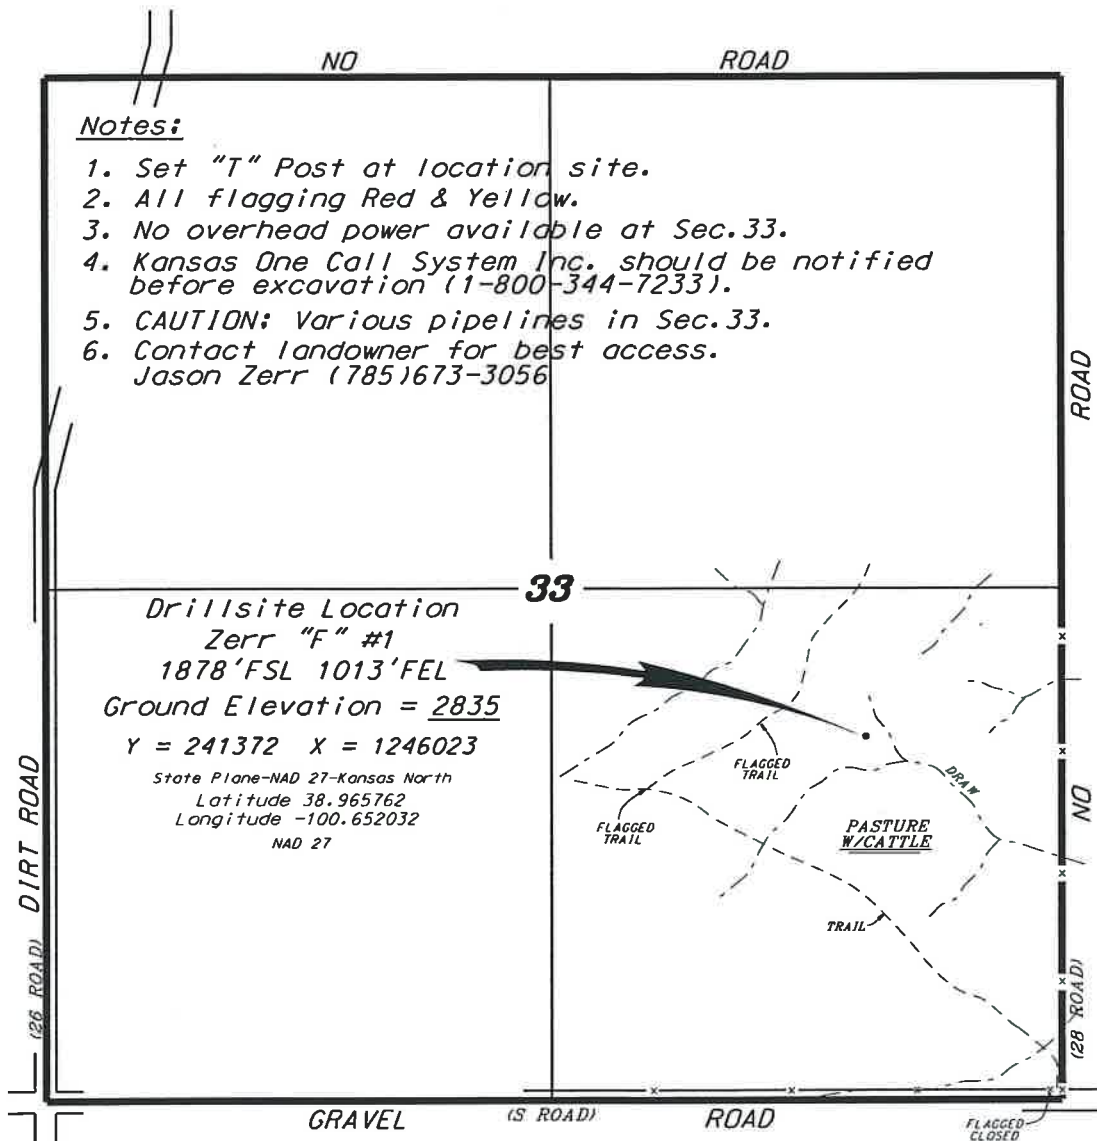 NO ROAD
Notes:
1. Set "T" Post at location site.
2. All flagging Red & Yellow.
3. No overhead power available at Sec.33.
4. Kansas One Call System Inc. should be notified
before excavation (1-800-344-7233).
5. CAUTION: Various pipelines in Sec.33.
6. Contact landowner for best access.
Jason Zerr (785)673-3056
ROAD
33
Drillsite Location
Zerr "F" #1
1878'FSL 1013'FEL
Ground Elevation = 2835
Y = 241372 X = 1246023
State Plane-NAD 27-Kansas North
Latitude 38.965762
Longitude -100.652032
NAD 27
FLAGGED
TRAIL
DRAW
NO
FLAGGED
TRAIL
PASTURE
W/CATTLE
DIRT ROAD
TRAIL
(26 ROAD)
(28 ROAD)
GRAVEL (S ROAD) ROAD
FLAGGED
CLOSED